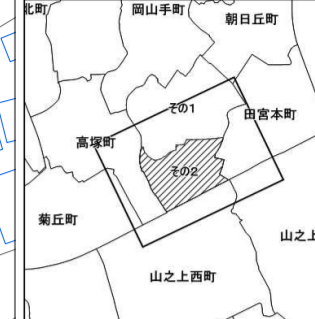 北町
岡山手町
朝日丘町
その1
田宮本町
高塚町
その2
菊丘町
山之上
山之上西町